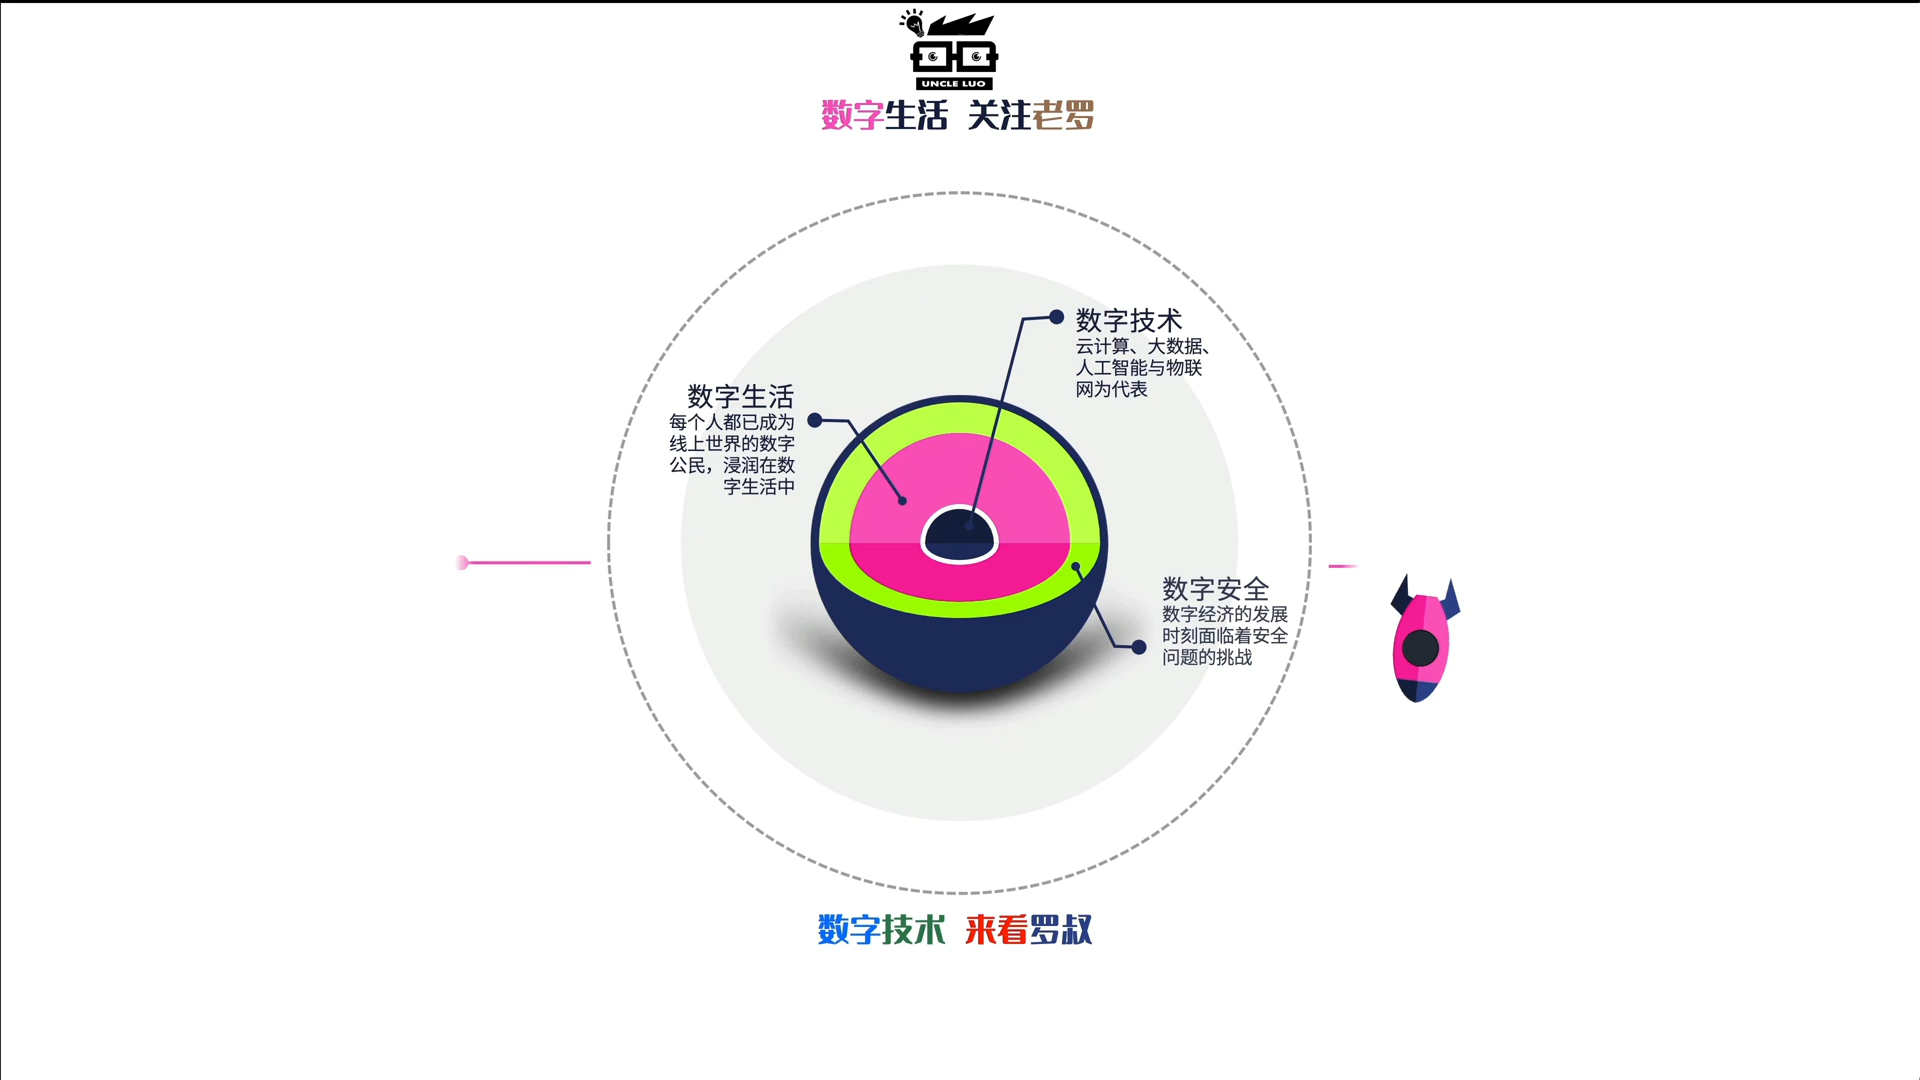 UNCLE LUO
数字生活 关注老罗
数字技术
云计算、大数据、
人工智能与物联
网为代表
数字生活
每个人都已成为
线上世界的数字
公民，浸润在数
字生活中
数字安全
数字经济的发展
时刻面临着安全
问题的挑战
数字技术 来看罗叔